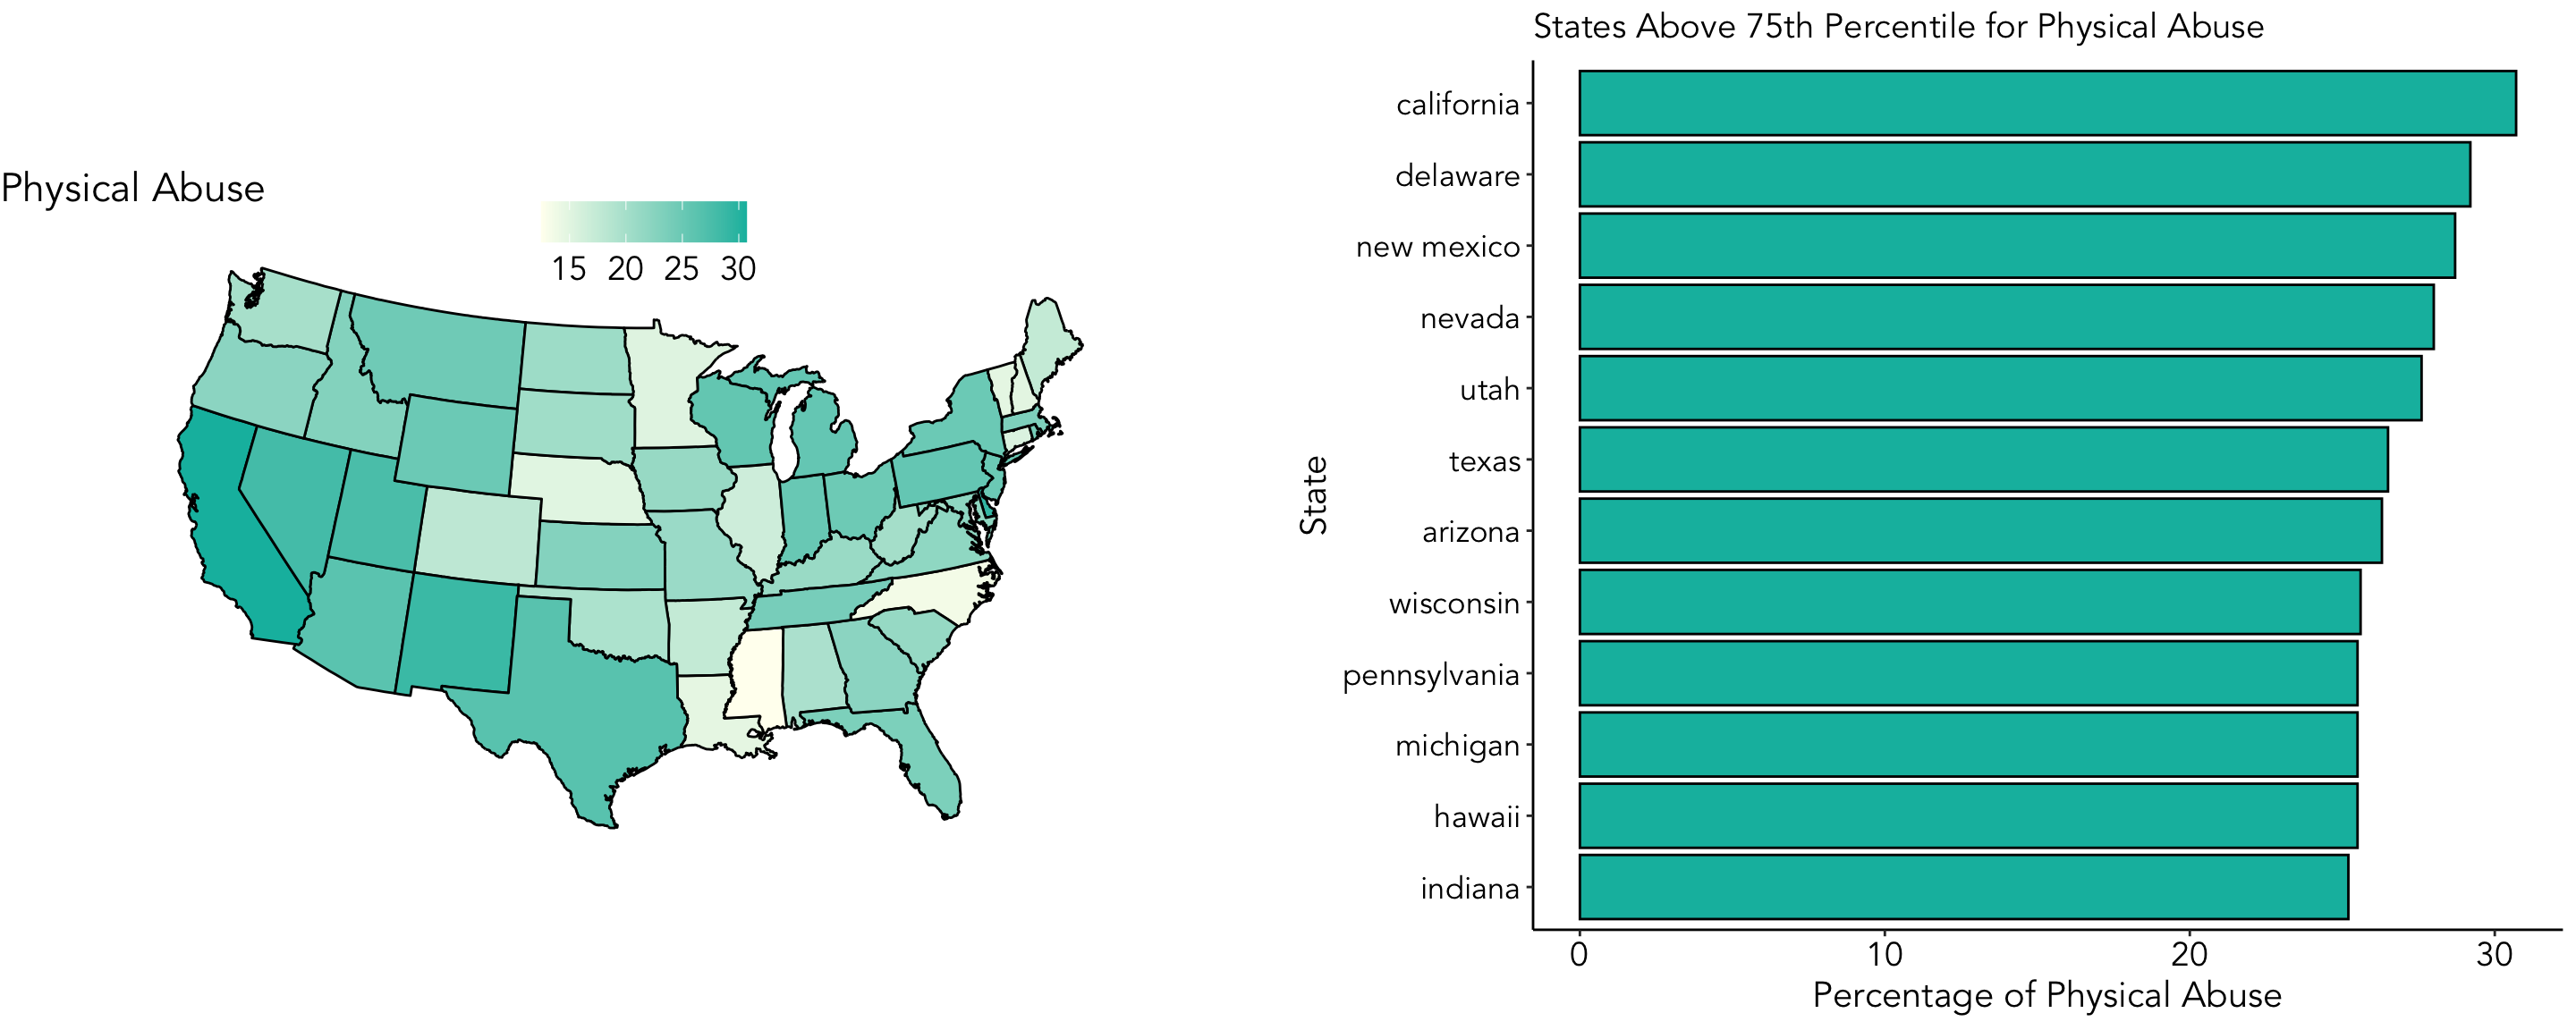 Physical Abuse
15 20 25 30
States Above 75th Percentile for Physical Abuse
State
california
delaware
new mexico
nevada
utah
texas
arizona
wisconsin
pennsylvania
michigan
hawaii
indiana
0 10 20 30
Percentage of Physical Abuse